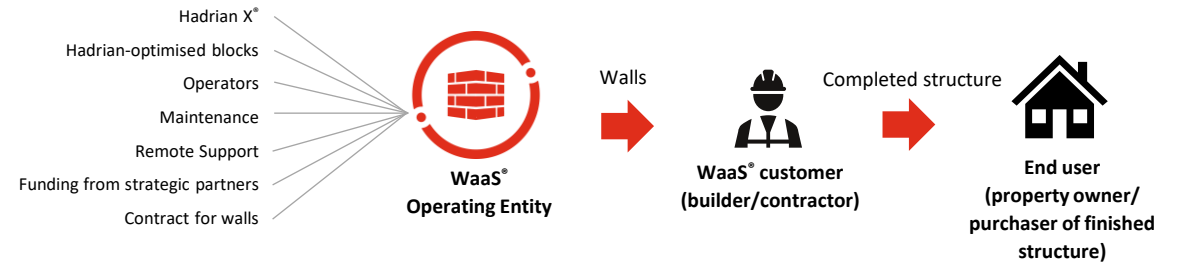 Hadrian X®
Hadrian-optimised blocks
Operators
Maintenance
Remote Support
Funding from strategic partners
Contract for walls
WaaS®
Operating Entity
Walls
WaaS® customer
(builder/contractor)
Completed structure
End user
(property owner/
purchaser of finished
structure)